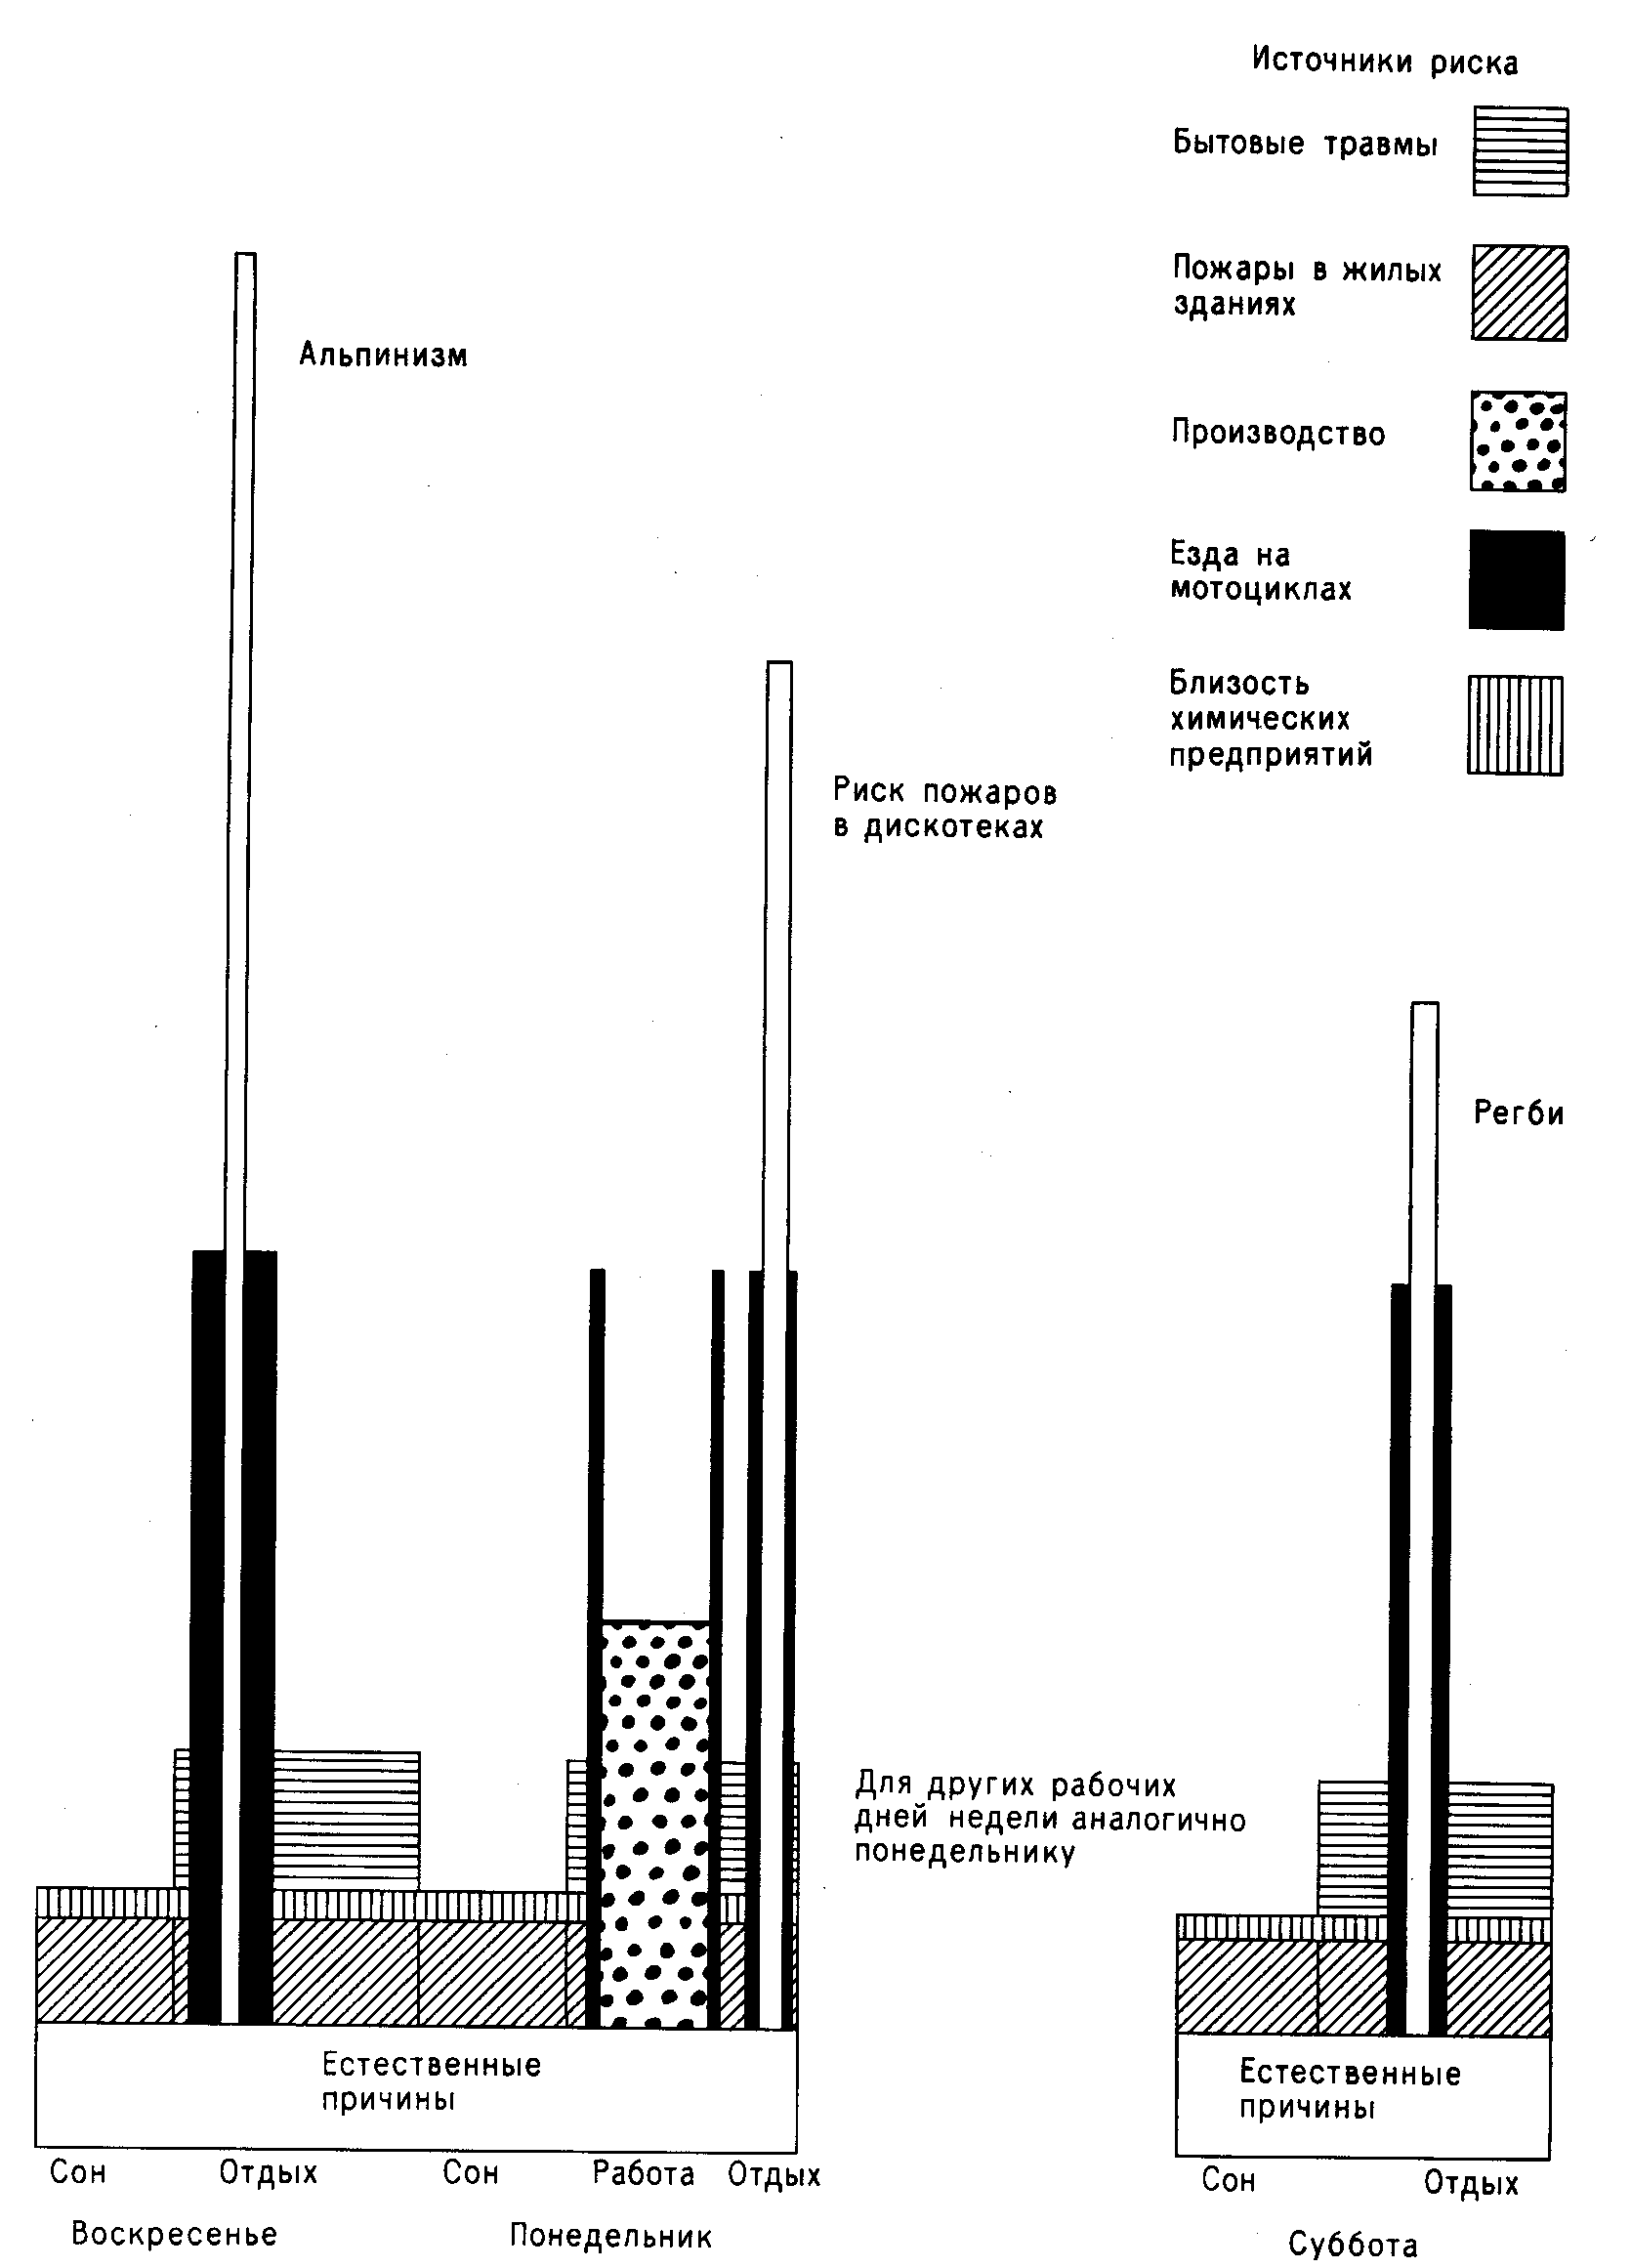 Источники риска
Бытовые травмы
Пожары в жилых
зданиях
Альпинизм
Производство
Езда на
мотоциклах
Близость
химических
предприятий
Риск пожаров
в дискотеках
Регби
Для других рабочих
дней недели аналогично
понедельнику
Естественные
причины
Естественные
причины
Сон Отдых Сон Работа Отдых
Сон Отдых
Воскресенье Понедельник
Суббота